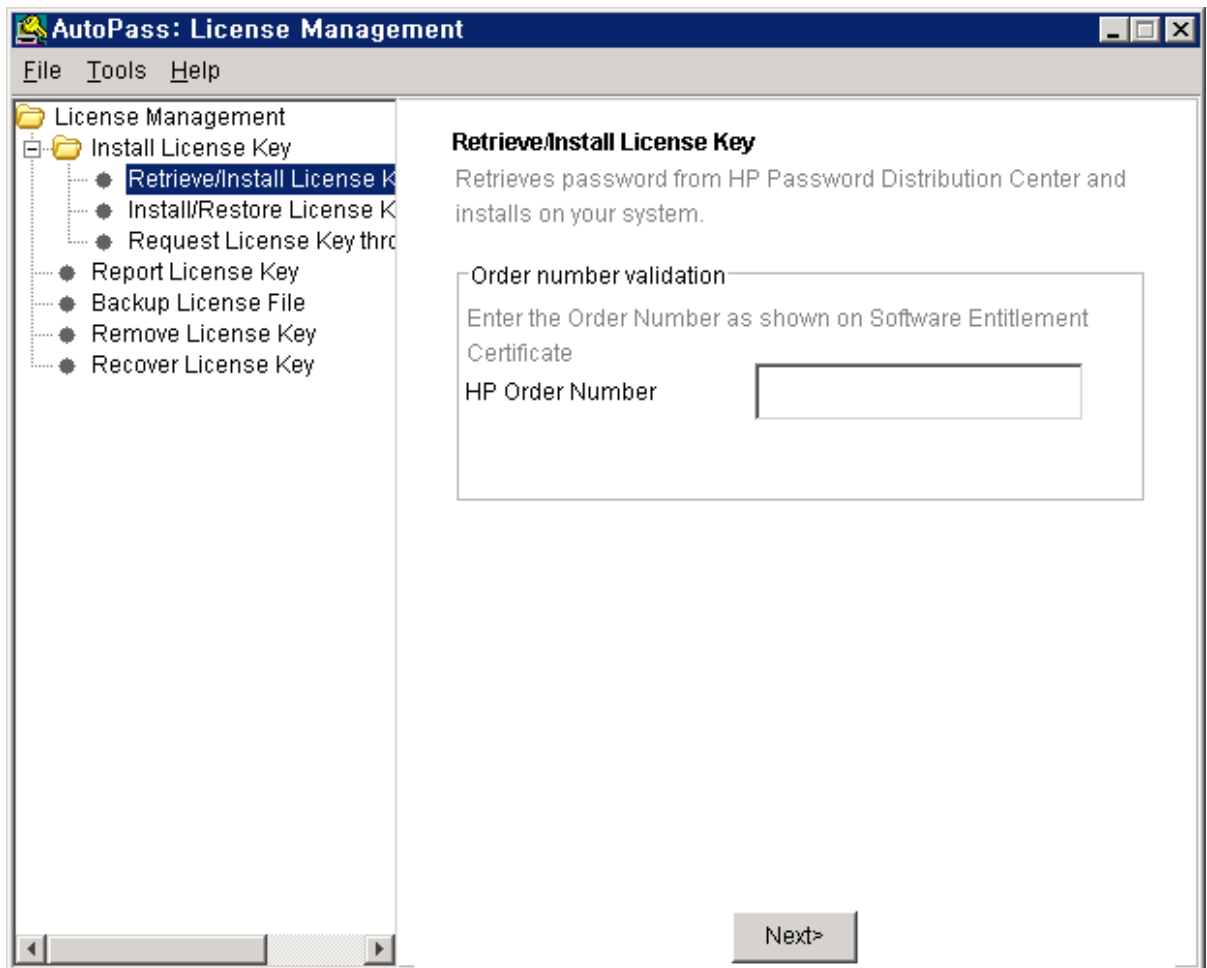 AutoPass: License Management
File Tools Help
License Management
Install License Key
Retrieve/Install License K
Install/Restore License K
Request License Key thro
Report License Key
Backup License File
Remove License Key
Recover License Key
Retrieve/Install License Key
Retrieves password from HP Password Distribution Center and
installs on your system.
Order number validation
Enter the Order Number as shown on Software Entitlement
Certificate
HP Order Number
Next>